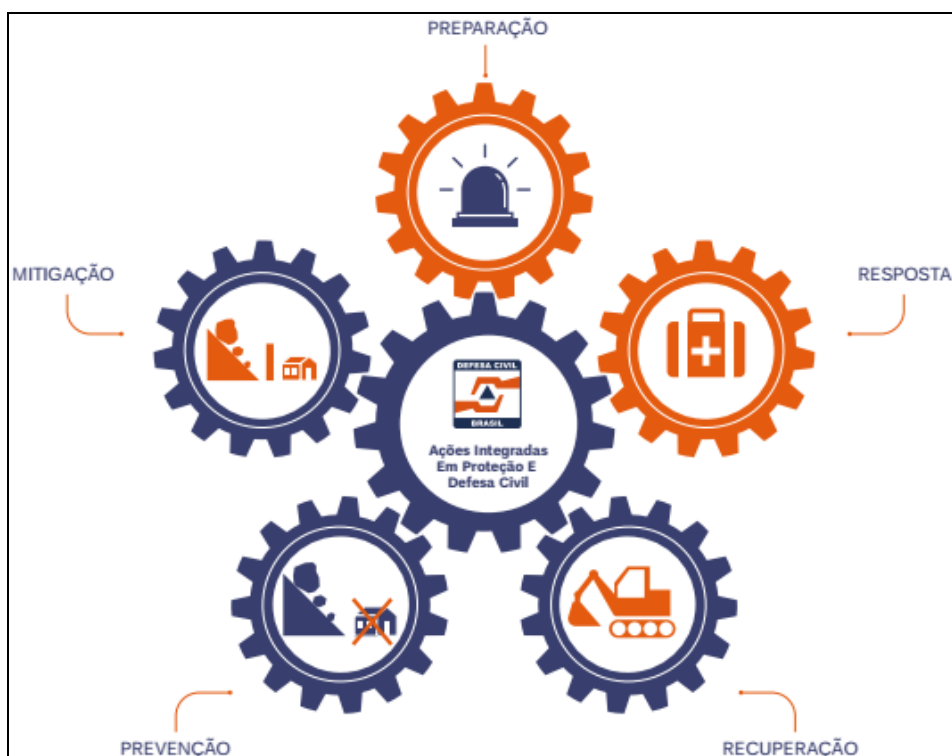 PREPARAÇÃO
MITIGAÇÃO
RESPOSTA
DEFESA CIVIL
BRASIL
Ações Integradas
Em Proteção E
Defesa Civil
PREVENÇÃO
RECUPERAÇÃO